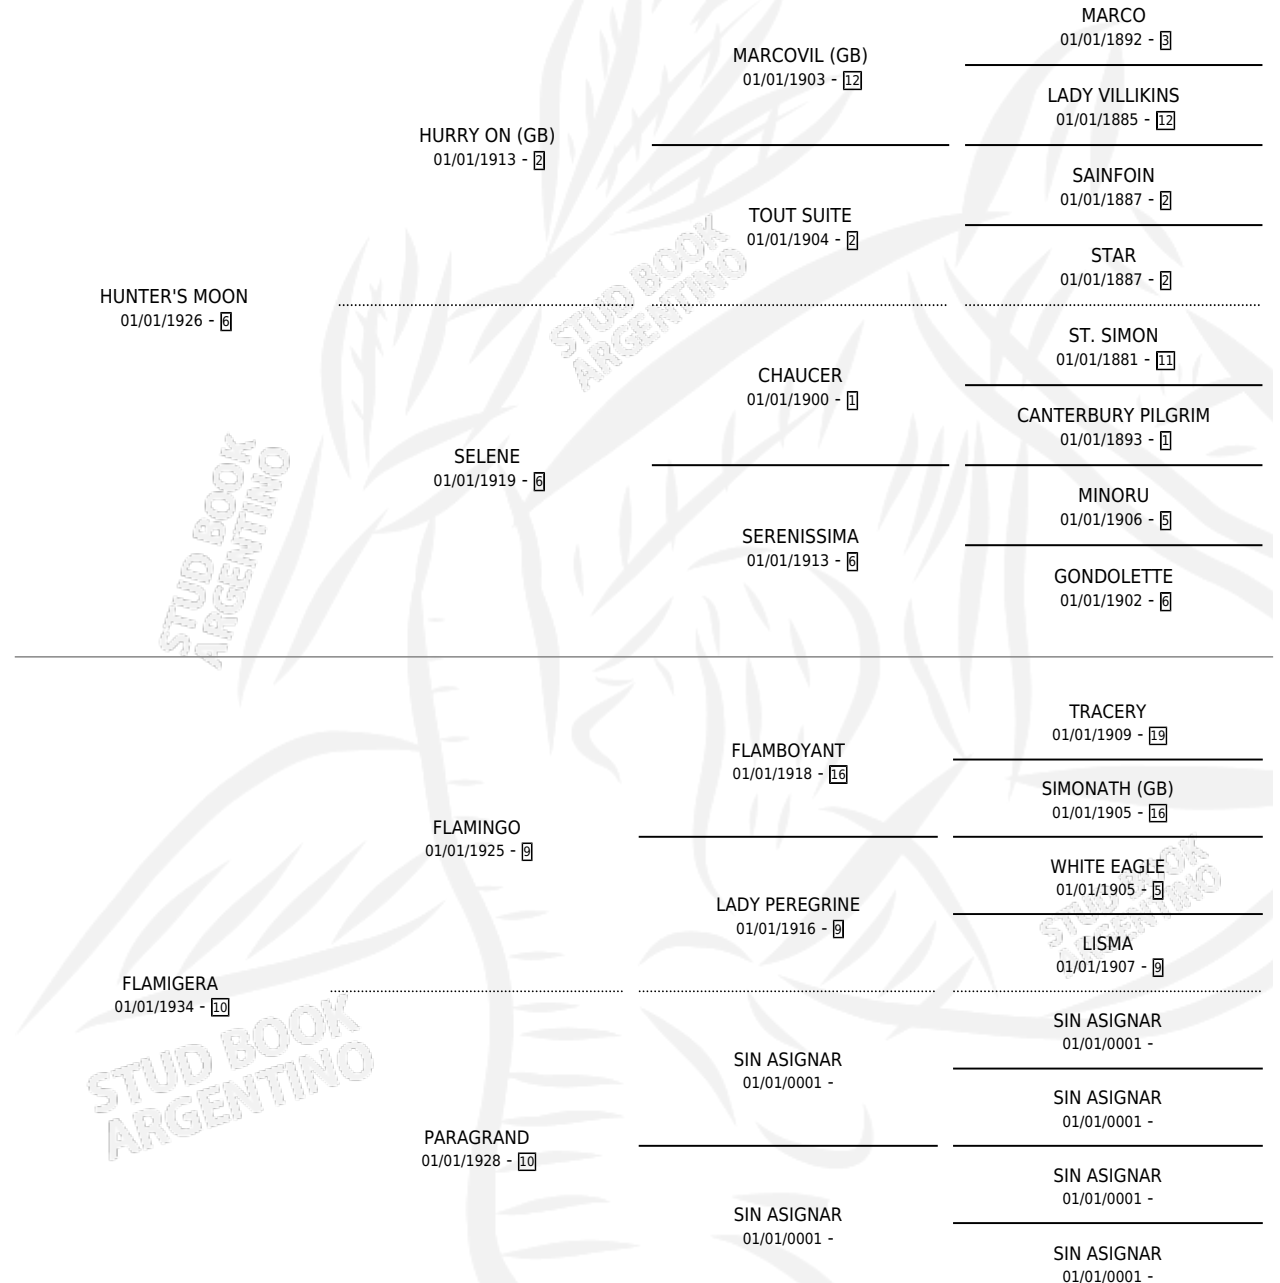 MARCO
01/01/1892 - 3
MARCOVIL (GB)
01/01/1903 - 12
LADY VILLIKINS
01/01/1885 - 12
HURRY ON (GB)
01/01/1913 - 2
SAINFOIN
01/01/1887 - 2
TOUT SUITE
01/01/1904 - 2
STAR
01/01/1887 - 2
HUNTER'S MOON
01/01/1926 - 6
ST. SIMON
01/01/1881 - 11
CHAUCER
01/01/1900 - 1
CANTERBURY PILGRIM
01/01/1893 - 1
SELENE
01/01/1919 - 6
MINORU
01/01/1906 - 5
SERENISSIMA
01/01/1913 - 6
GONDOLETTE
01/01/1902 - 6
TRACERY
01/01/1909 - 19
FLAMBOYANT
01/01/1918 - 16
SIMONATH (GB)
01/01/1905 - 16
FLAMINGO
01/01/1925 - 9
WHITE EAGLE
01/01/1905 - 5
LADY PEREGRINE
01/01/1916 - 9
LISMA
01/01/1907 - 9
FLAMIGERA
01/01/1934 - 10
SIN ASIGNAR
01/01/0001 -
SIN ASIGNAR
01/01/0001 -
SIN ASIGNAR
01/01/0001 -
PARAGRAND
01/01/1928 - 10
SIN ASIGNAR
01/01/0001 -
SIN ASIGNAR
01/01/0001 -
SIN ASIGNAR
01/01/0001 -
STUD BOOK
ARGENTINO
STUD BOOK
ARGENTINO
STUD BOOK
ARGENTINO
STUD BOOK
ARGENTINO